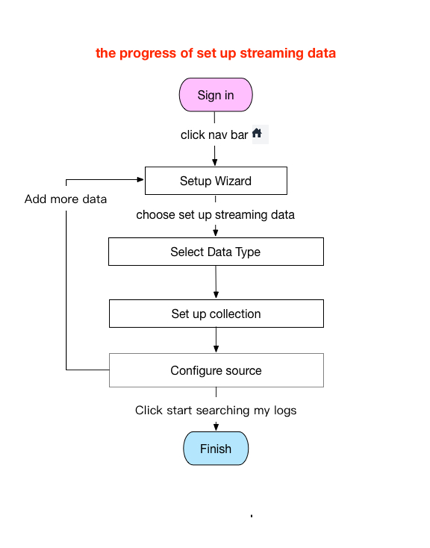 the progress of set up streaming data
Sign in
click nav bar
Setup Wizard
Add more data
choose set up streaming data
Select Data Type
Set up collection
Configure source
Click start searching my logs
Finish